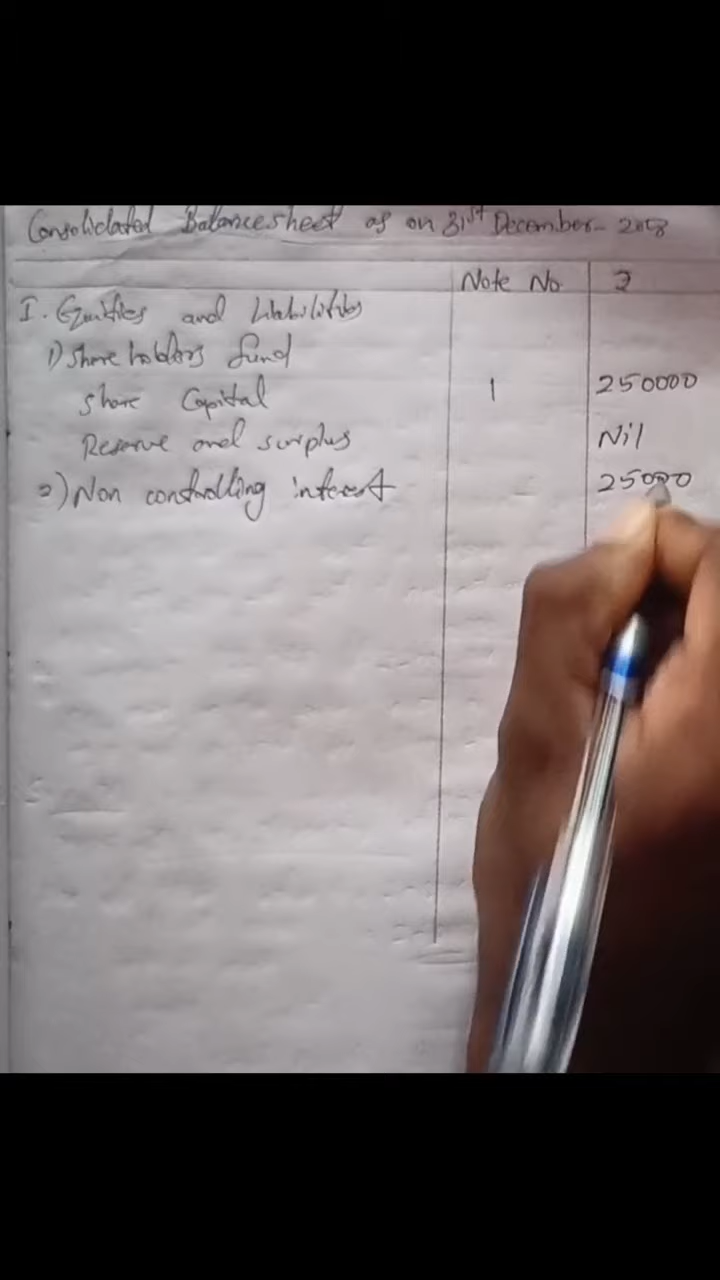 Consolidated Balancesheet as on 31st December- 2018
Note No ₹
I. Equities and Liabilities
1) Share holders fund
Share Capital 1 250000
Reserve and surplus Nil
2) Non controlling interest 25000